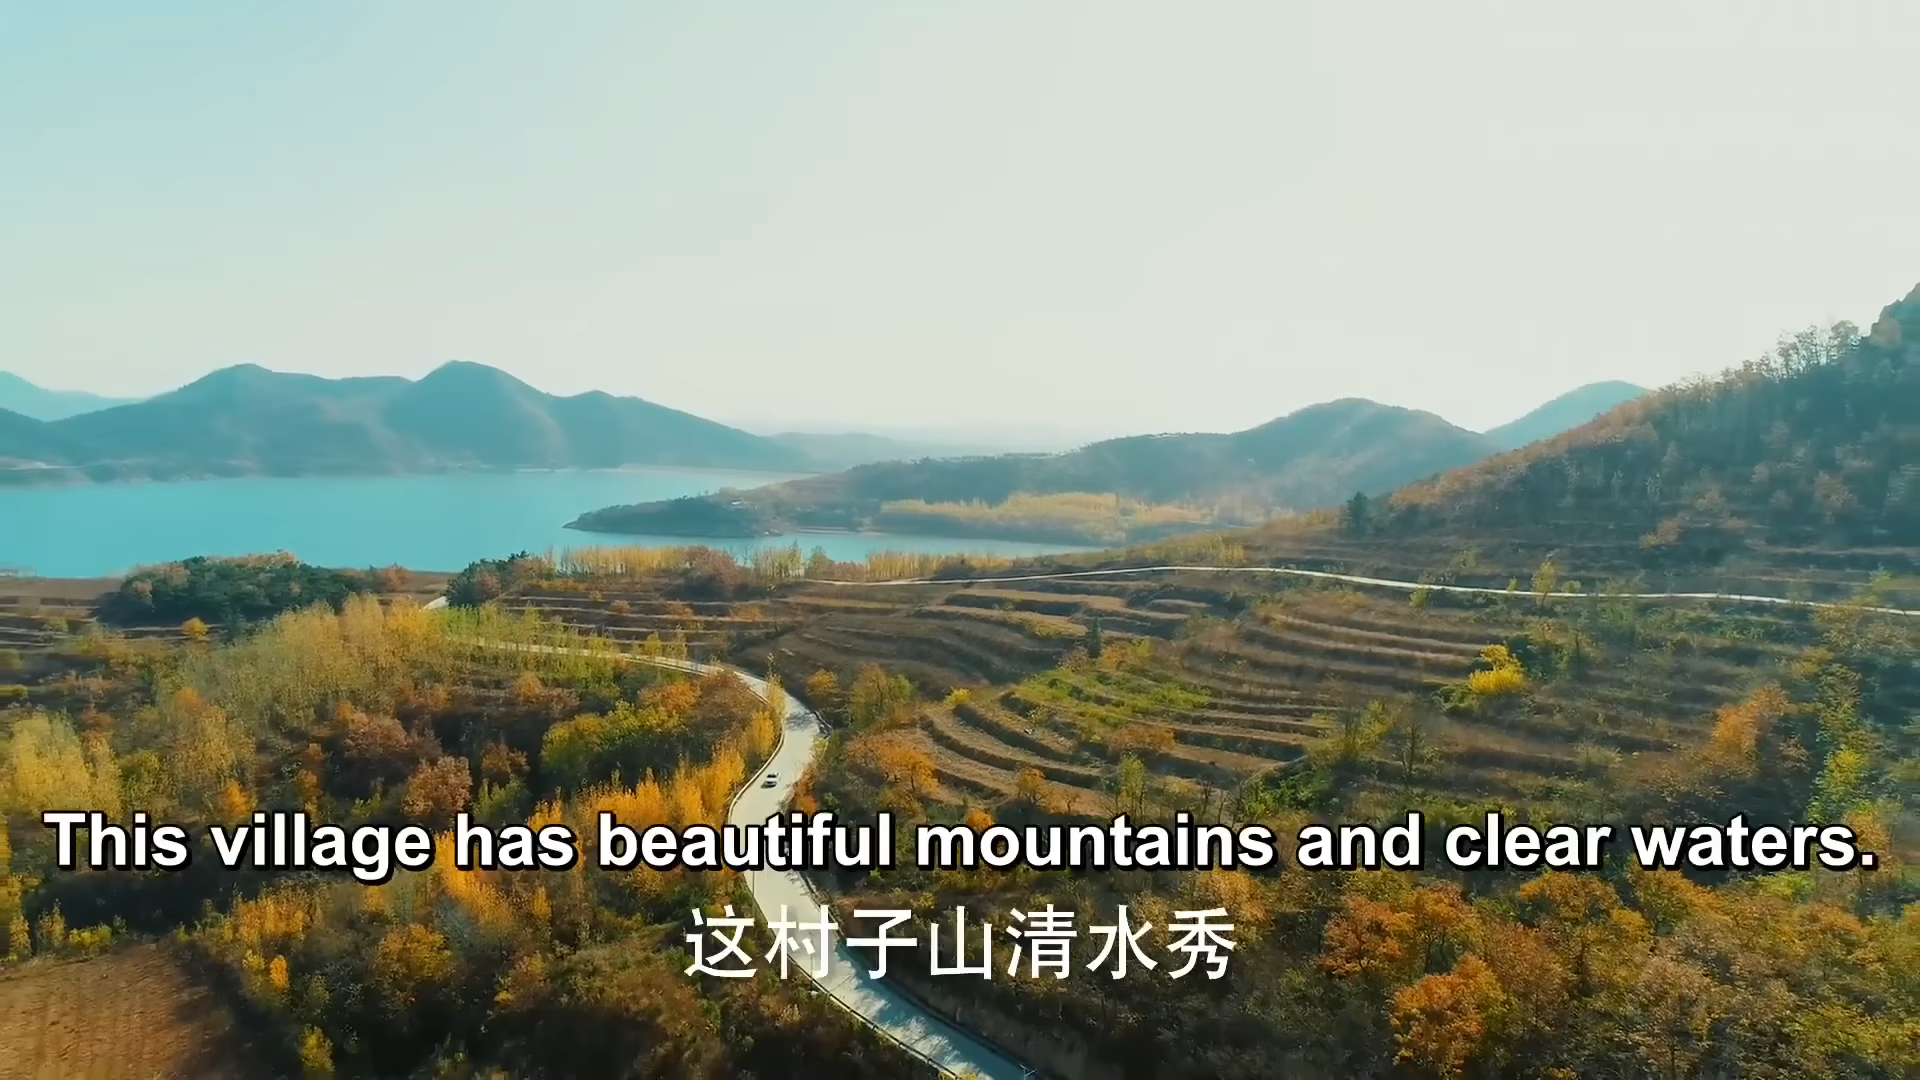 This village has beautiful mountains and clear waters.
这村子山清水秀